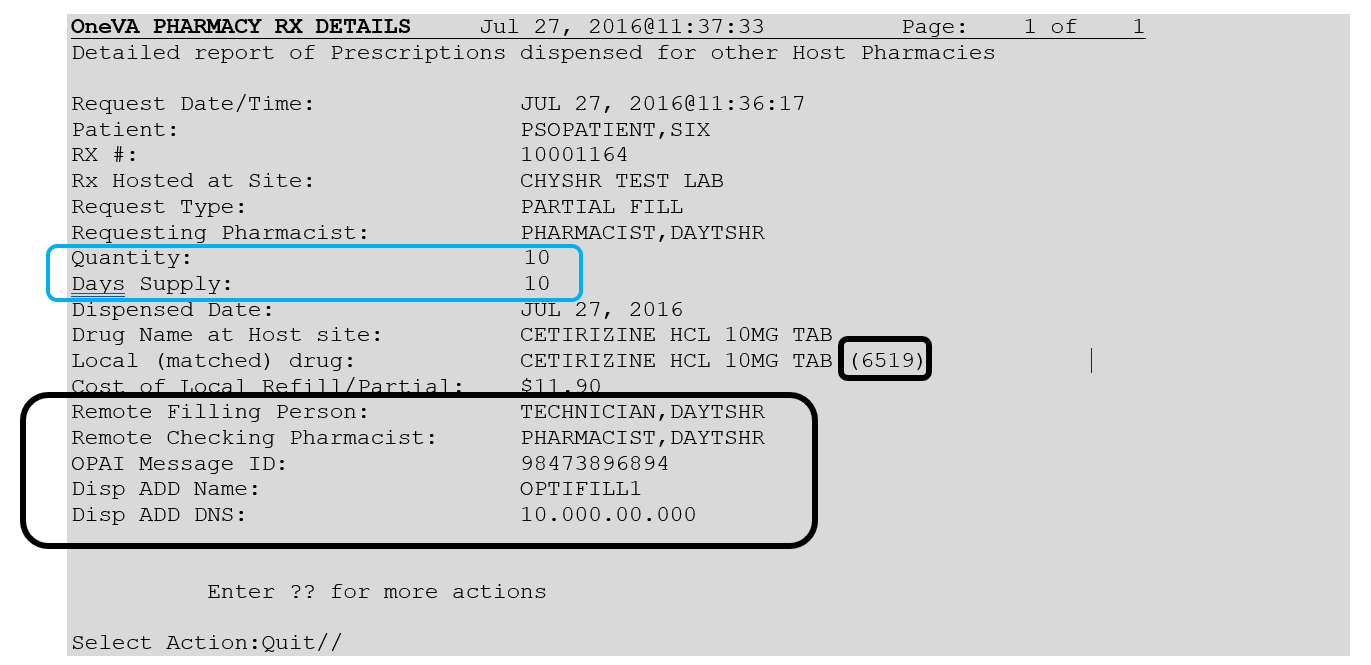 OneVA PHARMACY RX DETAILS Jul 27, 2016@11:37:33 Page: 1 of 1
Detailed report of Prescriptions dispensed for other Host Pharmacies
Request Date/Time: JUL 27, 2016@11:36:17
Patient: PSOPATIENT,SIX
RX #: 10001164
Rx Hosted at Site: CHYSHR TEST LAB
Request Type: PARTIAL FILL
Requesting Pharmacist: PHARMACIST,DAYTSHR
Quantity: 10
Days Supply: 10
Dispensed Date: JUL 27, 2016
Drug Name at Host site: CETIRIZINE HCL 10MG TAB
Local (matched) drug: CETIRIZINE HCL 10MG TAB (6519)
Cost of Local Refill/Partial: $11.90
Remote Filling Person: TECHNICIAN,DAYTSHR
Remote Checking Pharmacist: PHARMACIST,DAYTSHR
OPAI Message ID: 98473896894
Disp ADD Name: OPTIFILL1
Disp ADD DNS: 10.000.00.000
Enter ?? for more actions
Select Action:Quit//